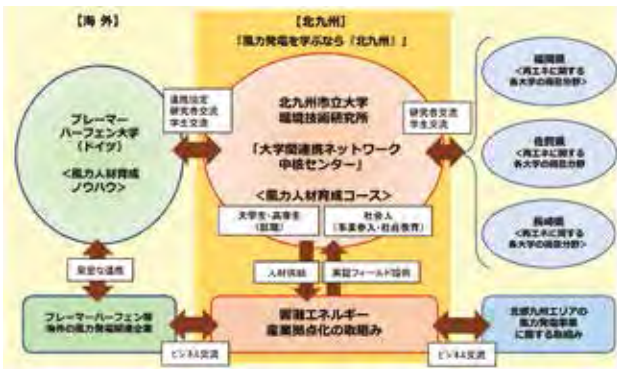 【海 外】
【北九州】
「風力発電を学ぶなら「北九州」」
ブレーマー
ハーフェン大学
(ドイツ)
<風力人材育成
ノウハウ>
連携協定
研究者交流
学生交流
北九州市立大学
環境技術研究所
「大学間連携ネットワーク
中核センター」
<風力人材育成コース>
大学生・高専生
(就職)
社会人
(事業参入・社会教育)
研究者交流
学生交流
福岡県
<再エネに関する
各大学の得意分野>
佐賀県
<再エネに関する
各大学の得意分野
長崎県
<再エネに関する
各大学の得意分野>
緊密な連携
人材供給
実証フィールド提供
ブレーマーハーフェン等
海外の風力発電関連企業
ビジネス交流
響灘エネルギー
産業拠点化の取組み
ビジネス交流
北部九州エリアの
風力発電事業
に関する取組み